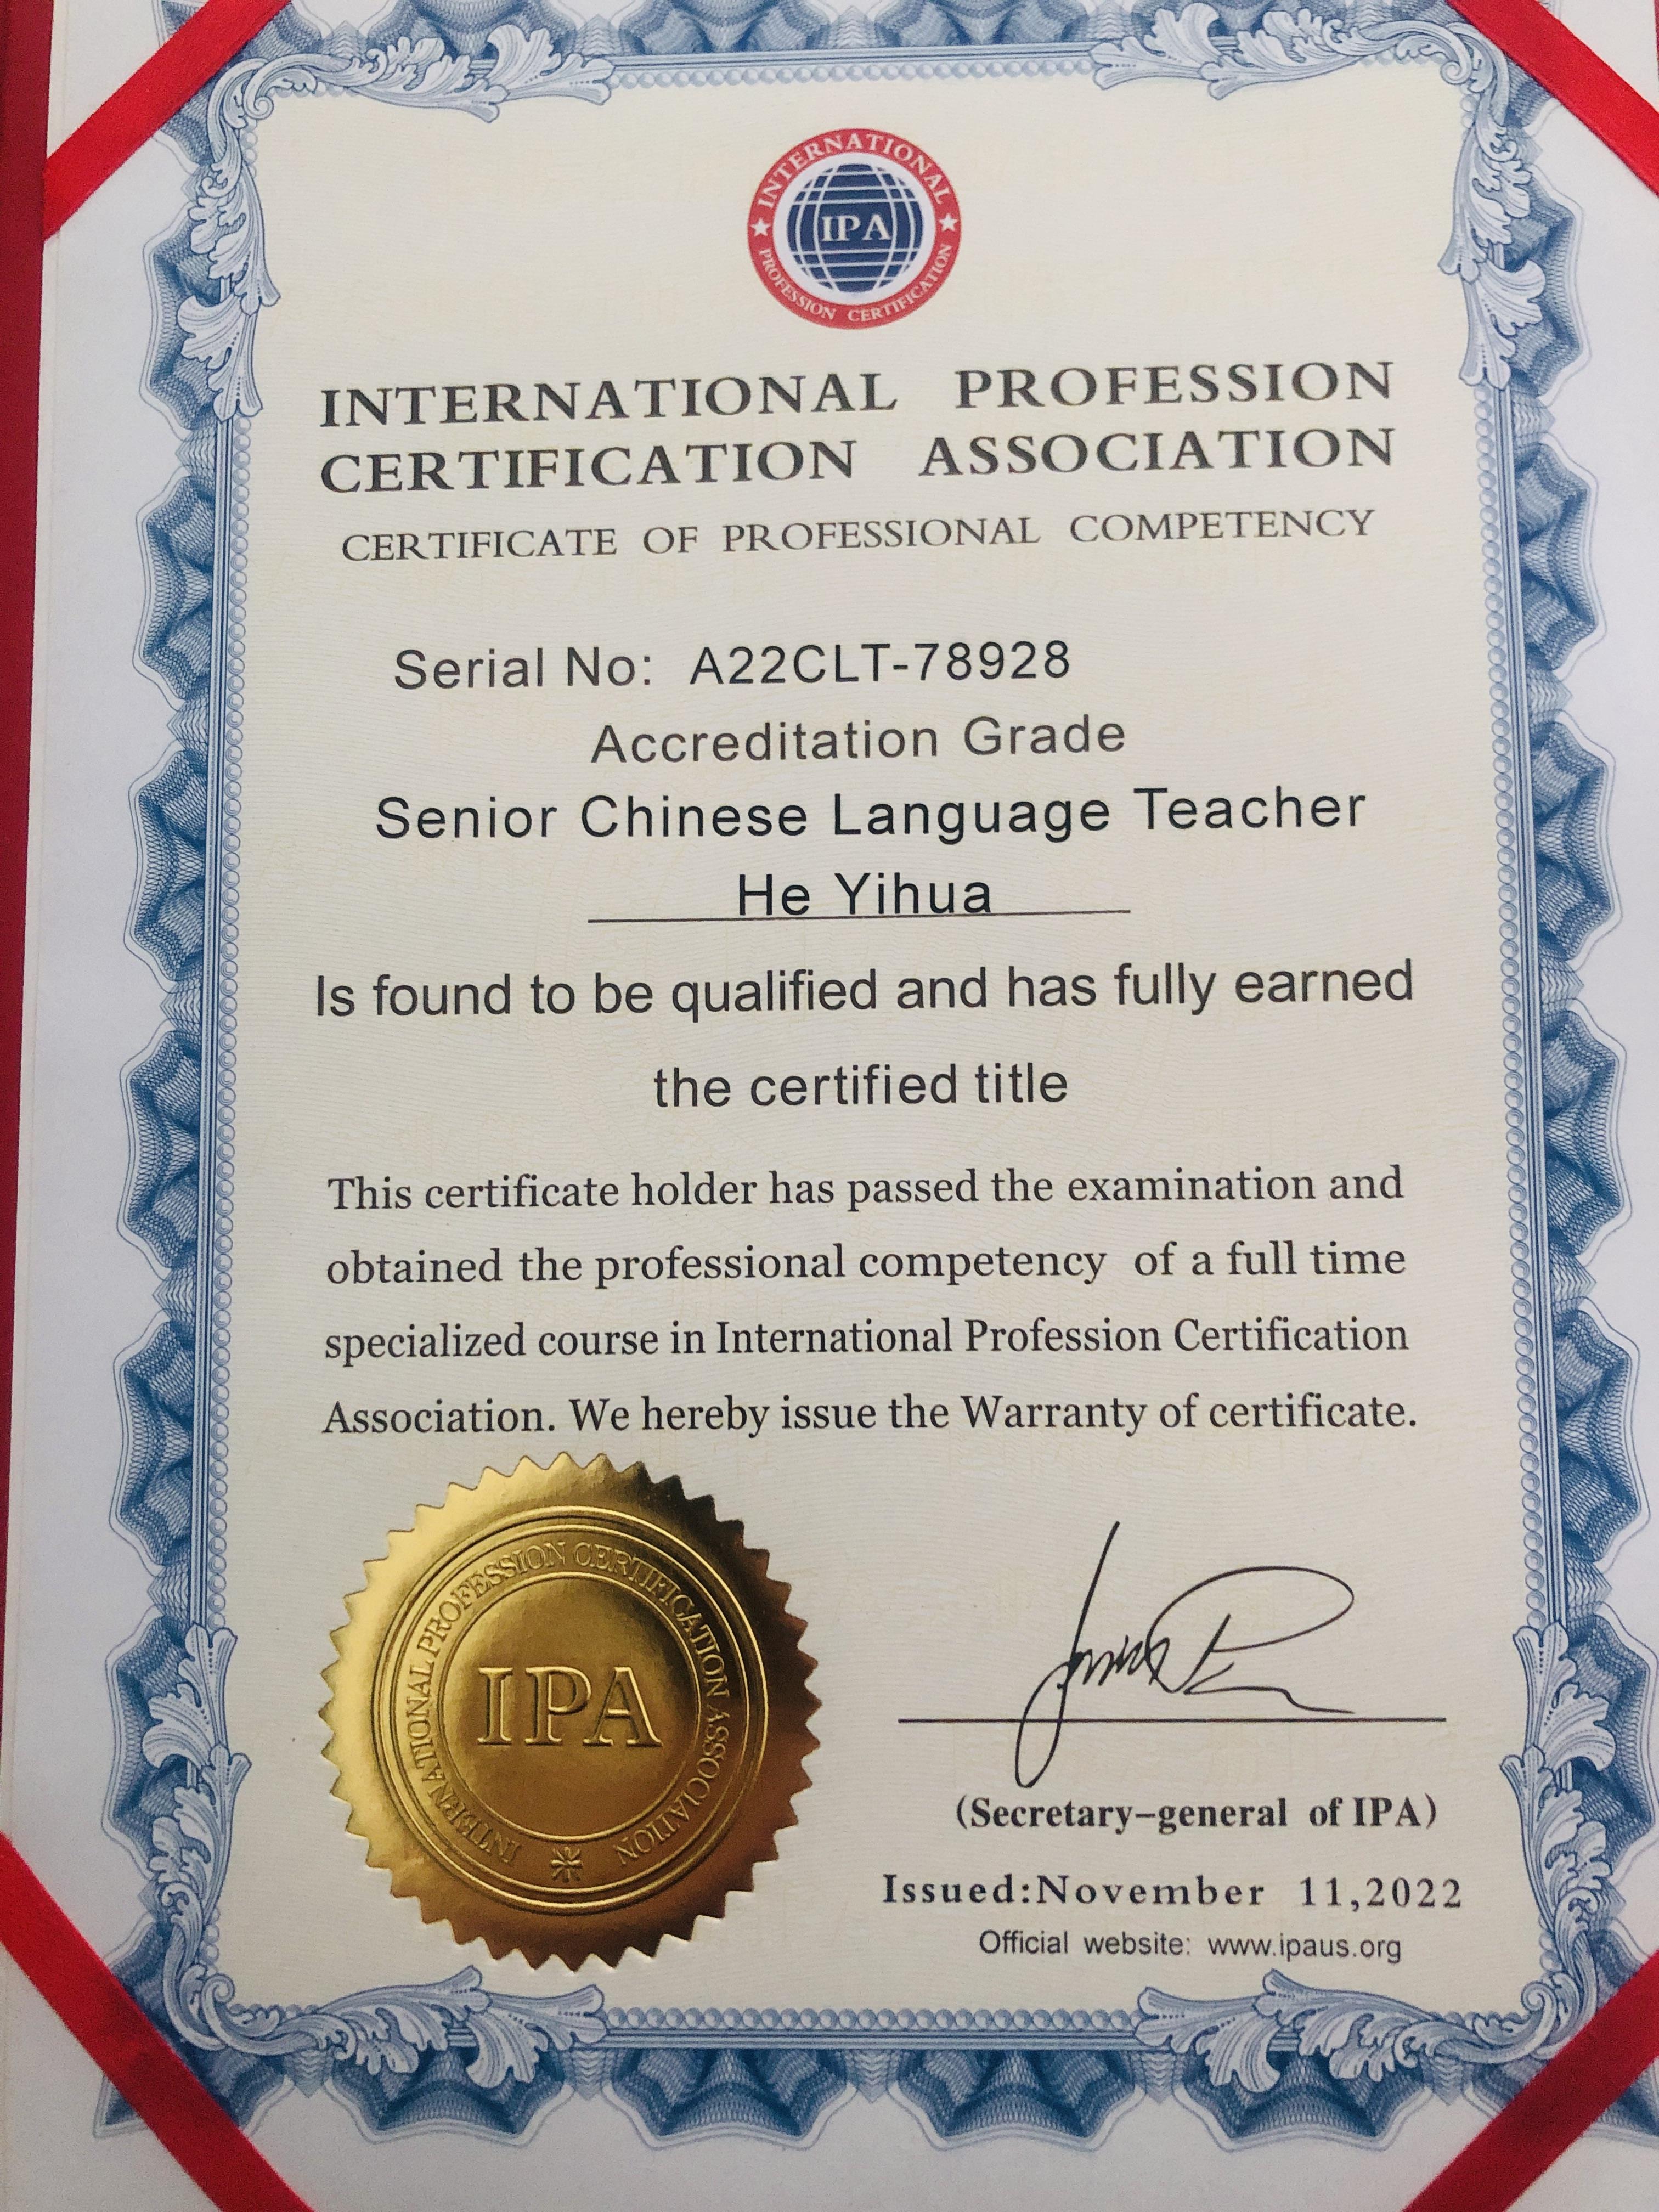 INTERNATIONAL
IPA
PROFESSION CERTIFICATION
INTERNATIONAL PROFESSION
CERTIFICATION ASSOCIATION
CERTIFICATE OF PROFESSIONAL COMPETENCY
Serial No: A22CLT-78928
Accreditation Grade
Senior Chinese Language Teacher
He Yihua
Is found to be qualified and has fully earned
the certified title
This certificate holder has passed the examination and
obtained the professional competency of a full time
specialized course in International Profession Certification
Association. We hereby issue the Warranty of certificate.
INTERNATIONAL PROFESSION CERTIFICATION ASSOCIATION
IPA
(Secretary-general of IPA)
Issued:November 11,2022
Official website: www.ipaus.org